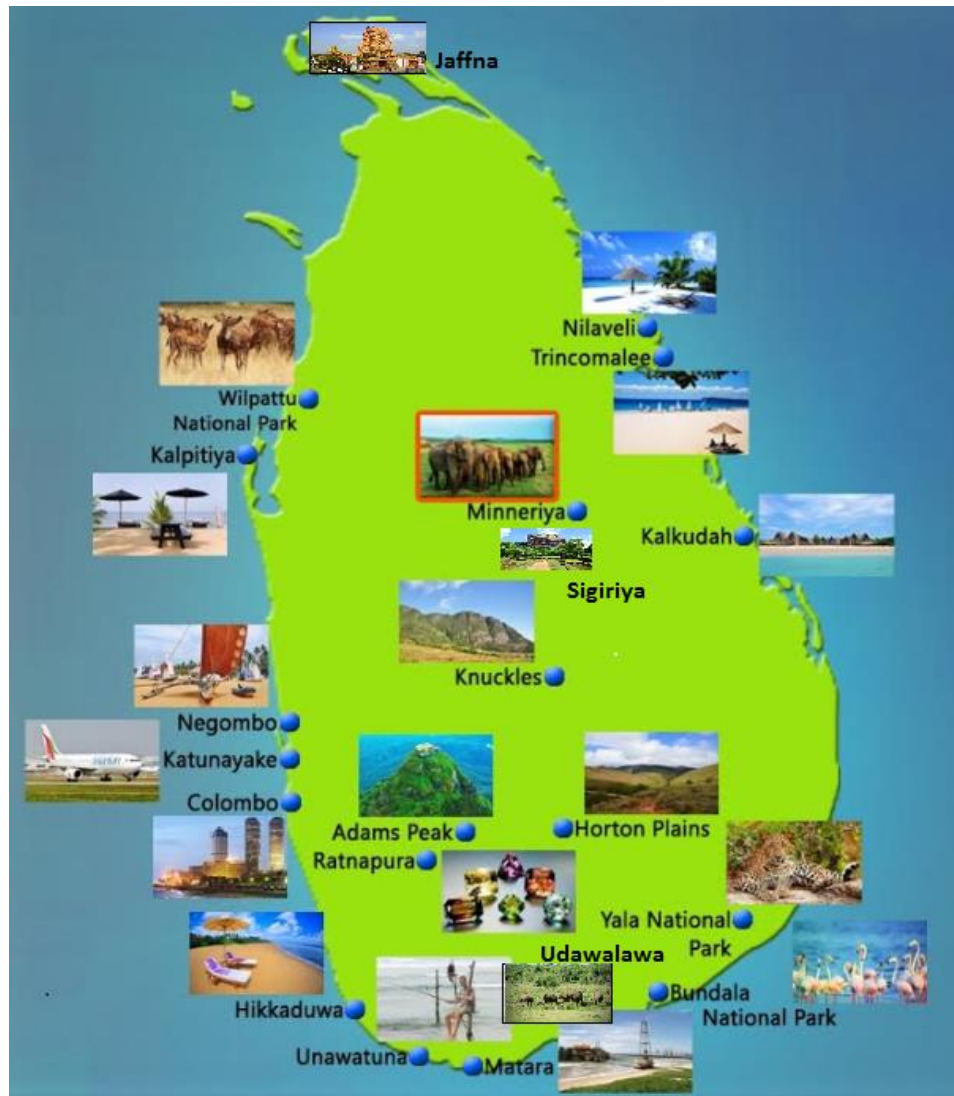 Jaffna
Nilaveli
Trincomalee
Wilpattu
National Park
Kalpitiya
Minneriya
Kalkudah
Sigiriya
Knuckles
Negombo
Katunayake
Colombo
Adams Peak
Horton Plains
Ratnapura
Yala National
Park
Udawalawa
Bundala
National Park
Hikkaduwa
Unawatuna
Matara